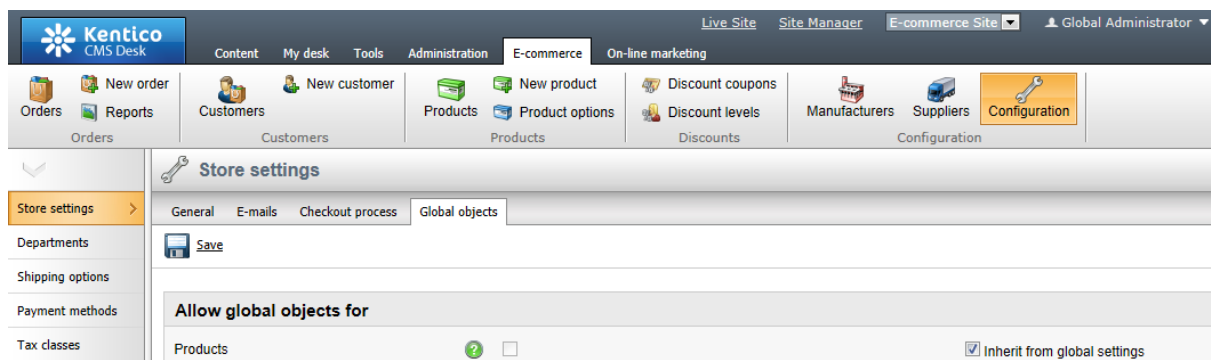 Live Site Site Manager E-commerce Site Global Administrator
Kentico
CMS Desk
Content My desk Tools Administration E-commerce On-line marketing
New order New customer New product Discount coupons
Orders Reports Customers Products Product options Discount levels Manufacturers Suppliers Configuration
Orders Customers Products Discounts Configuration
Store settings
Store settings > General E-mails Checkout process Global objects
Departments Save
Shipping options
Payment methods Allow global objects for
Tax classes Products ? Inherit from global settings